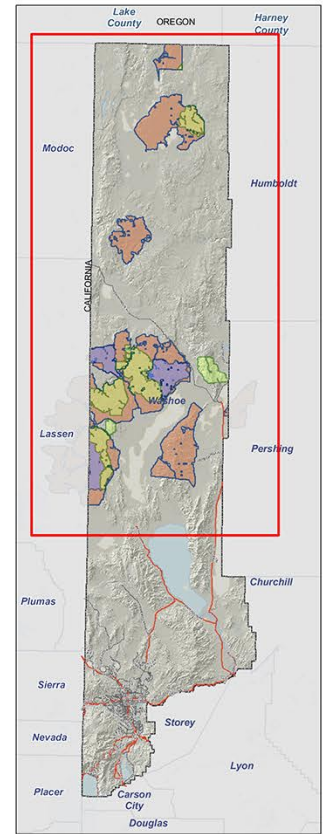 Lake
County
OREGON
Harney
County
Modoc
Humboldt
CALIFORNIA
Washoe
Lassen
Pershing
Churchill
Plumas
Sierra
Storey
Nevada
Lyon
Placer
Carson
City
Douglas